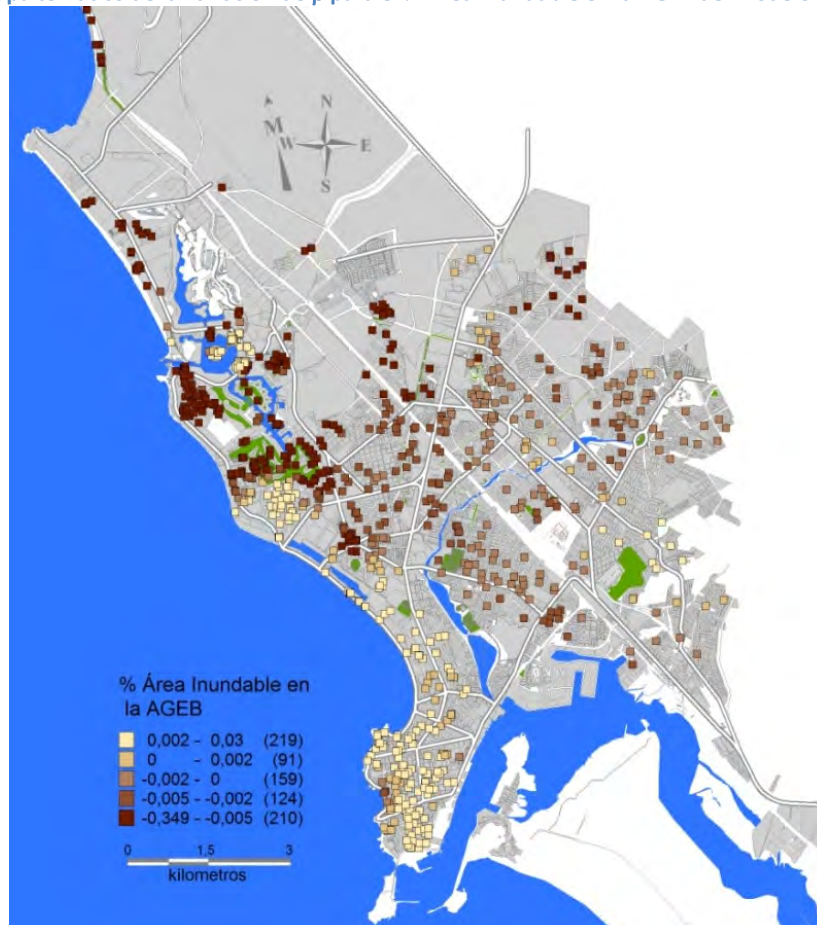 N
M
W
E
S
% Área Inundable en
la AGEB
0,002 - 0,03 (219)
0 - 0,002 (91)
-0,002 - 0 (159)
-0,005 - -0,002 (124)
-0,349 - -0,005 (210)
0 1,5 3
kilometros